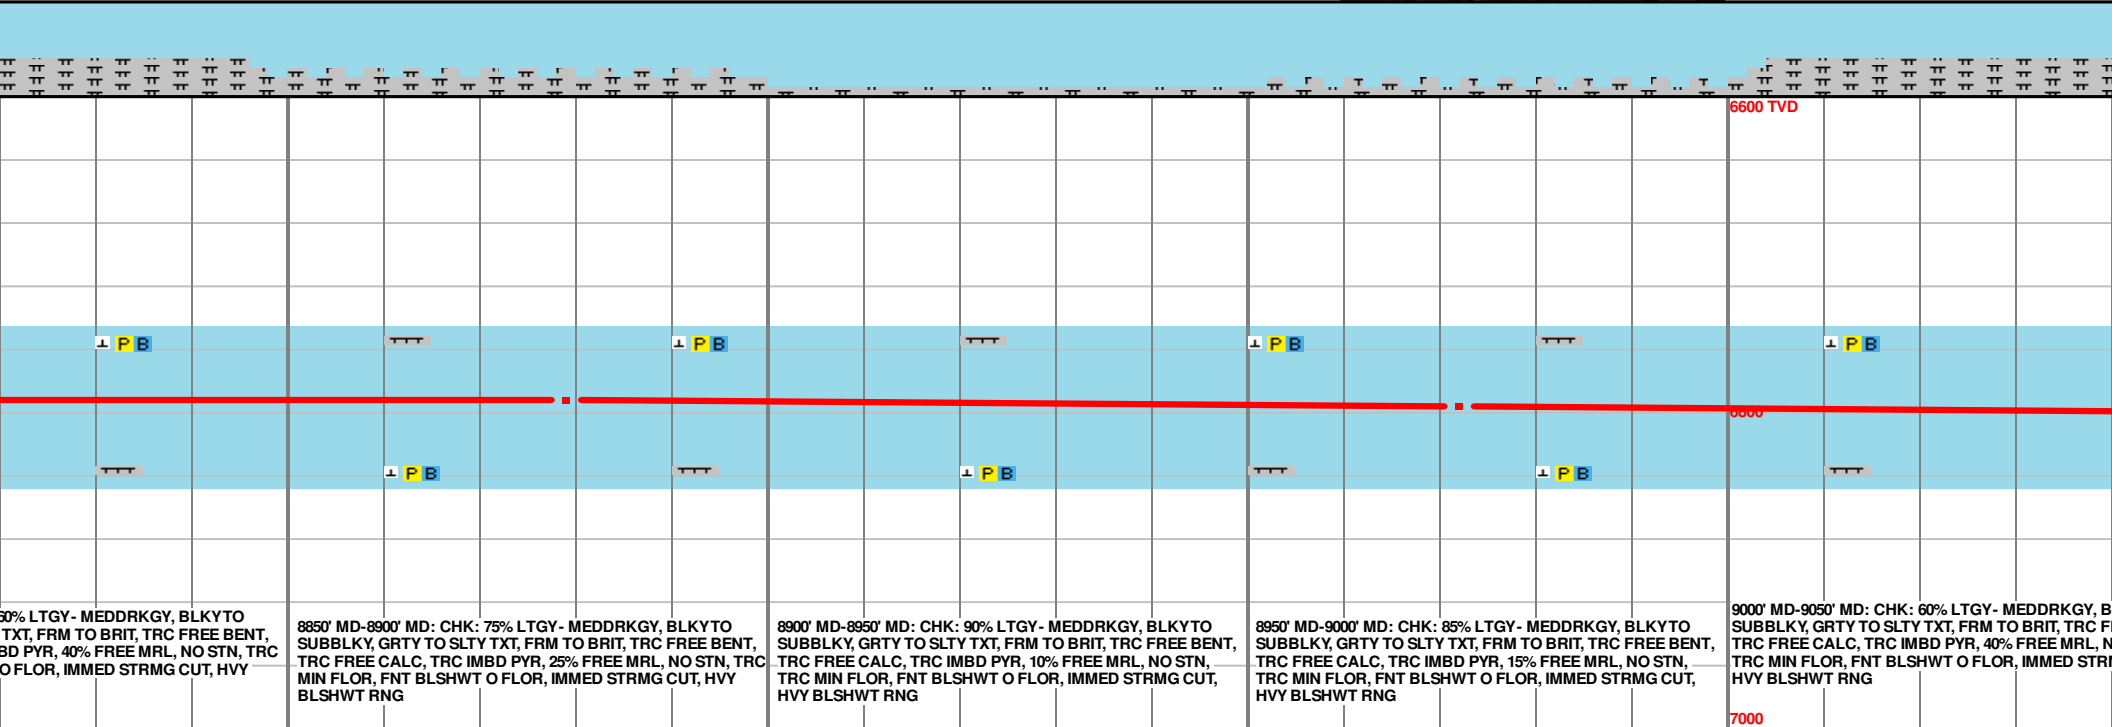 6600 TVD
P B
P B
P B
P B
6800
P B
P B
P B
60% LTGY- MEDDRKGY, BLKY TO
TXT, FRM TO BRIT, TRC FREE BENT,
PYR, 40% FREE MRL, NO STN, TRC
O FLOR, IMMED STRMG CUT, HVY
8850' MD-8900' MD: CHK: 75% LTGY- MEDDRKGY, BLKY TO
SUBBLKY, GRTY TO SLTY TXT, FRM TO BRIT, TRC FREE BENT,
TRC FREE CALC, TRC IMBD PYR, 25% FREE MRL, NO STN, TRC
MIN FLOR, FNT BLSHWT O FLOR, IMMED STRMG CUT, HVY
BLSHWT RNG
8900' MD-8950' MD: CHK: 90% LTGY- MEDDRKGY, BLKY TO
SUBBLKY, GRTY TO SLTY TXT, FRM TO BRIT, TRC FREE BENT,
TRC FREE CALC, TRC IMBD PYR, 10% FREE MRL, NO STN,
TRC MIN FLOR, FNT BLSHWT O FLOR, IMMED STRMG CUT,
HVY BLSHWT RNG
8950' MD-9000' MD: CHK: 85% LTGY- MEDDRKGY, BLKY TO
SUBBLKY, GRTY TO SLTY TXT, FRM TO BRIT, TRC FREE BENT,
TRC FREE CALC, TRC IMBD PYR, 15% FREE MRL, NO STN,
TRC MIN FLOR, FNT BLSHWT O FLOR, IMMED STRMG CUT,
HVY BLSHWT RNG
9000' MD-9050' MD: CHK: 60% LTGY- MEDDRKGY,
SUBBLKY, GRTY TO SLTY TXT, FRM TO BRIT, TRC
TRC FREE CALC, TRC IMBD PYR, 40% FREE MRL,
TRC MIN FLOR, FNT BLSHWT O FLOR, IMMED
HVY BLSHWT RNG
7000